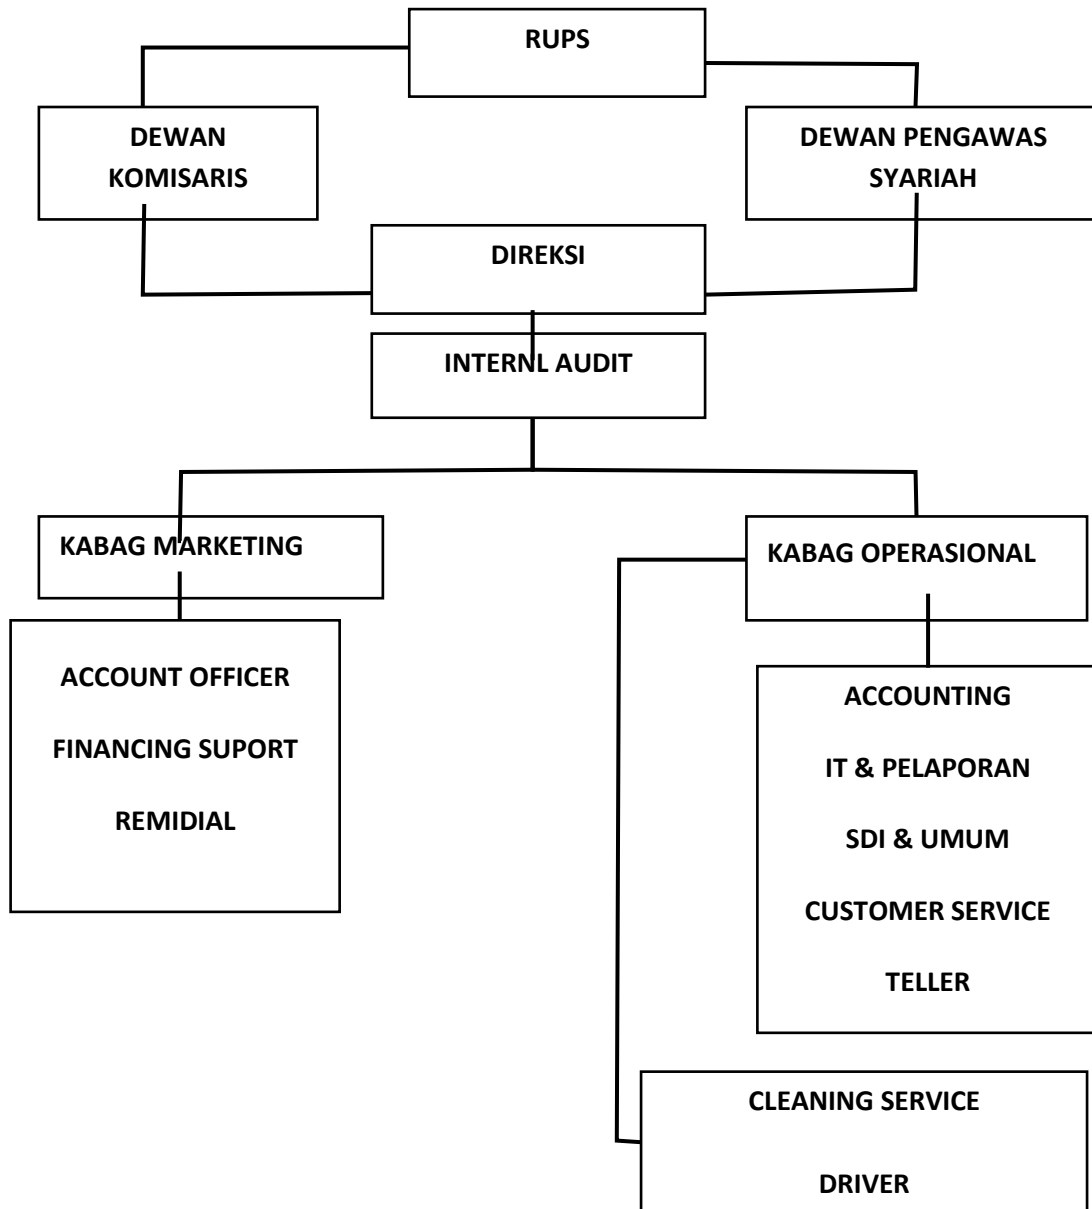 RUPS
DEWAN
KOMISARIS
DEWAN PENGAWAS
SYARIAH
DIREKSI
INTERNL AUDIT
KABAG MARKETING
KABAG OPERASIONAL
ACCOUNT OFFICER
FINANCING SUPORT
REMIDIAL
ACCOUNTING
IT & PELAPORAN
SDI & UMUM
CUSTOMER SERVICE
TELLER
CLEANING SERVICE
DRIVER